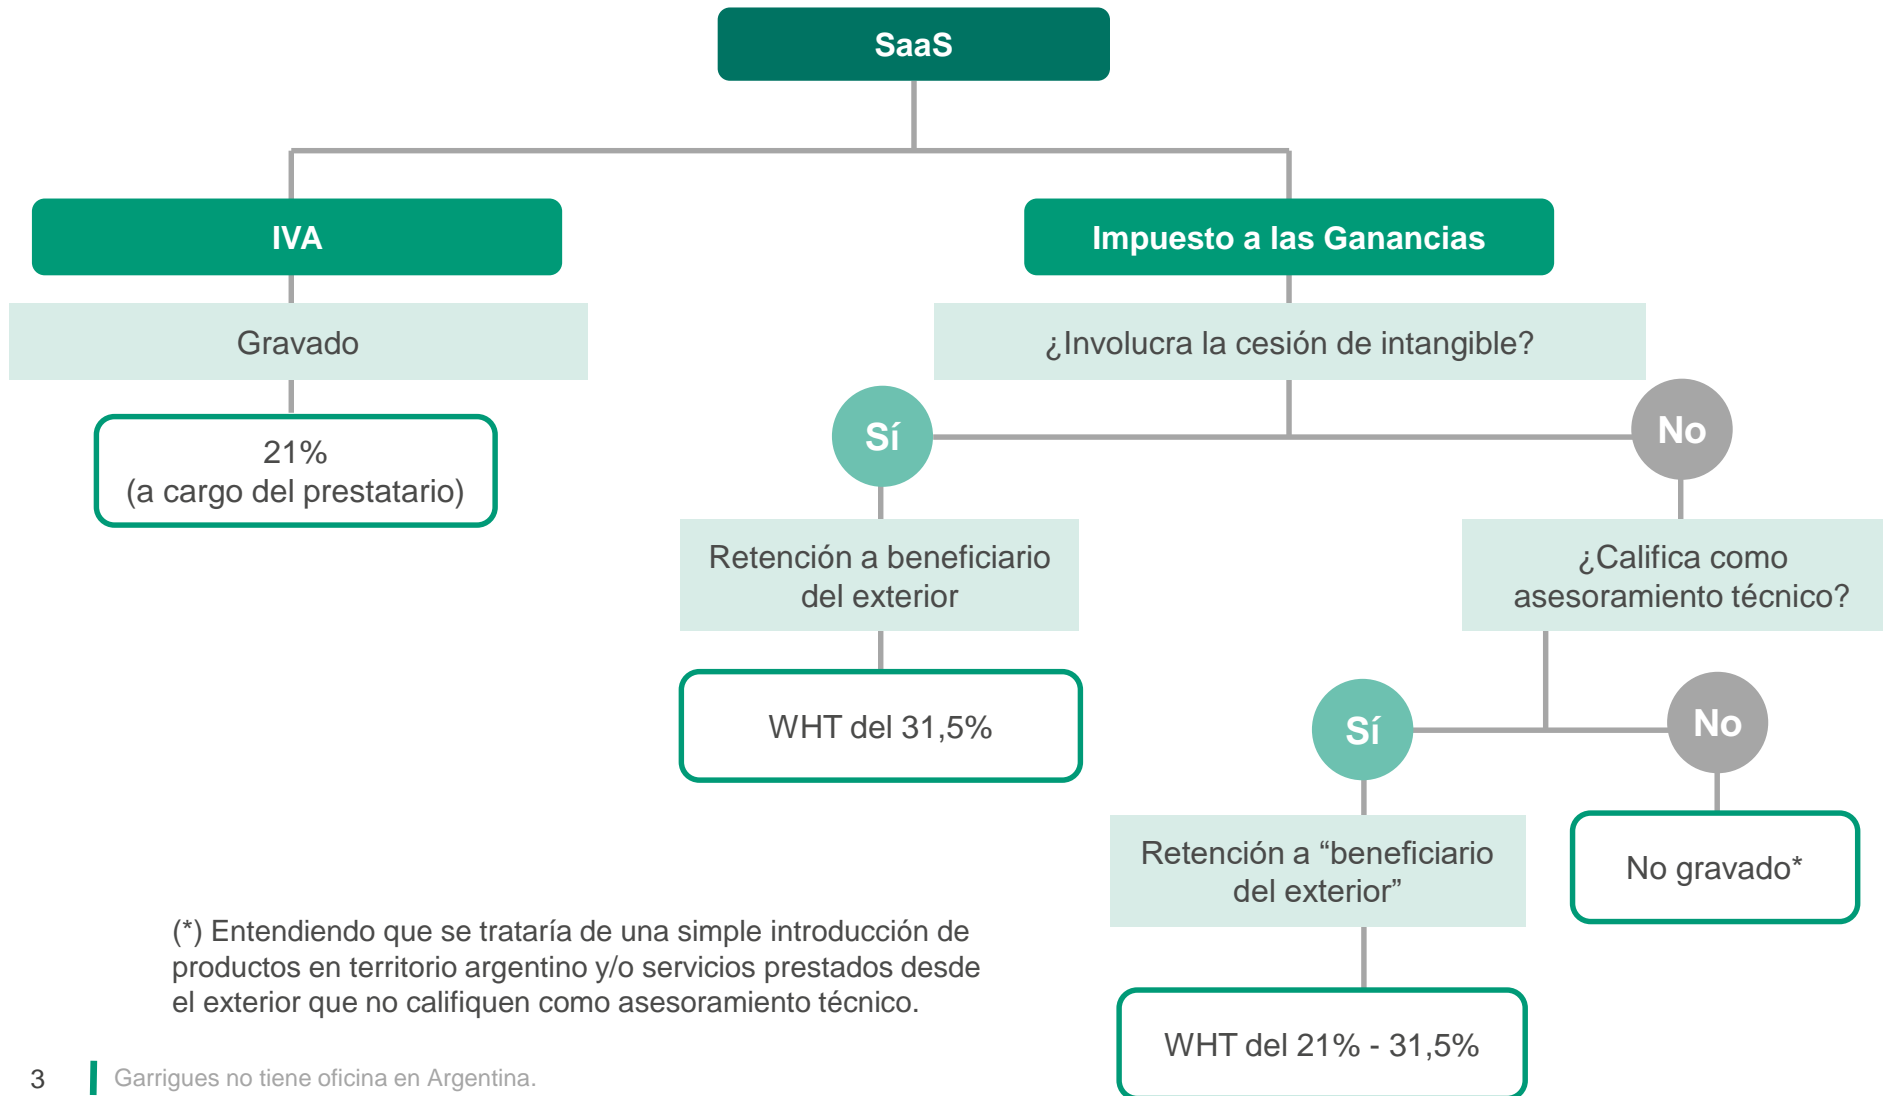 SaaS
IVA
Impuesto a las Ganancias
Gravado
¿Involucra la cesión de intangible?
21%
(a cargo del prestatario)
Sí
No
Retención a beneficiario
del exterior
¿Califica como
asesoramiento técnico?
WHT del 31,5%
Sí
No
Retención a “beneficiario
del exterior”
No gravado*
(*) Entendiendo que se trataría de una simple introducción de
productos en territorio argentino y/o servicios prestados desde
el exterior que no califiquen como asesoramiento técnico.
WHT del 21% - 31,5%
3
Garrigues no tiene oficina en Argentina.